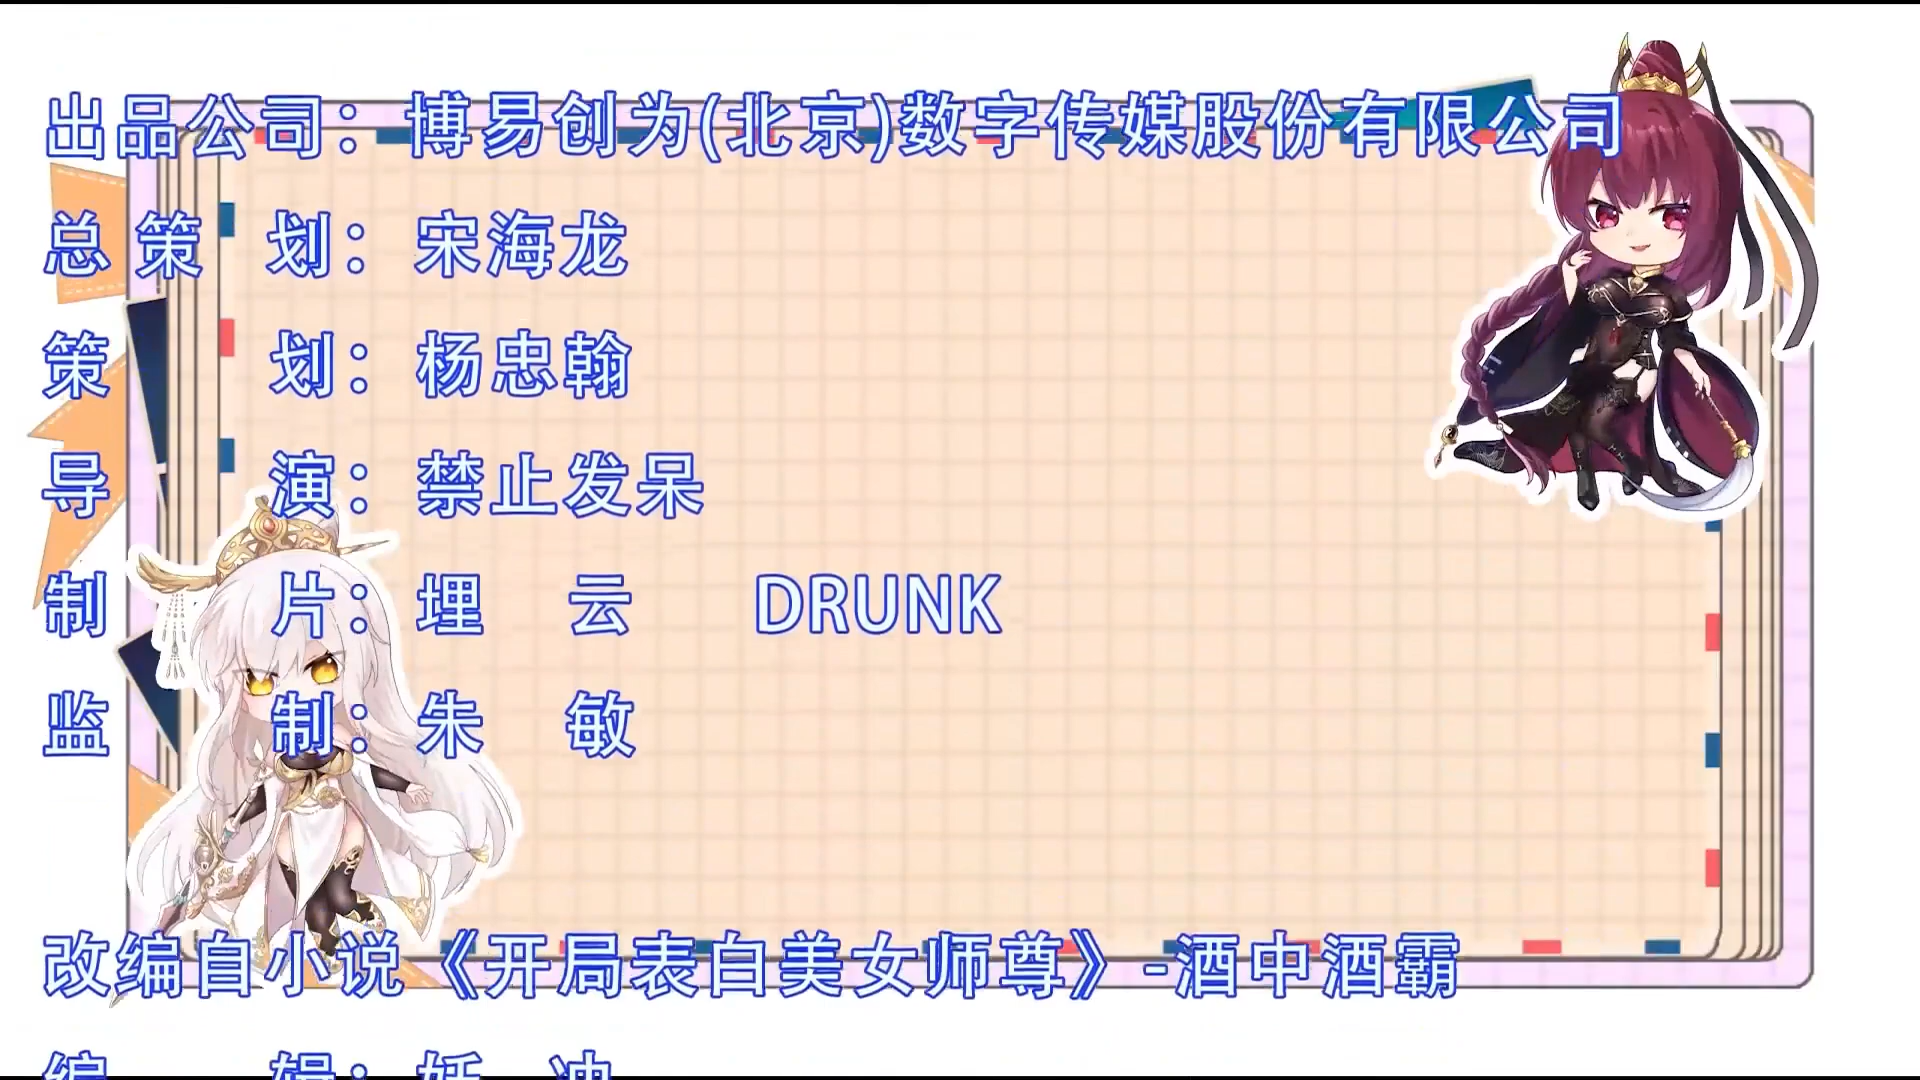 出品公司：博易创为(北京)数字传媒股份有限公司
总策 划：宋海龙
策 划：杨忠翰
导 演：禁止发呆
制 片：埋 云 DRUNK
监 制：朱 敏
改编自小说《开局表白美女师尊》-酒中酒霸
编 辑：